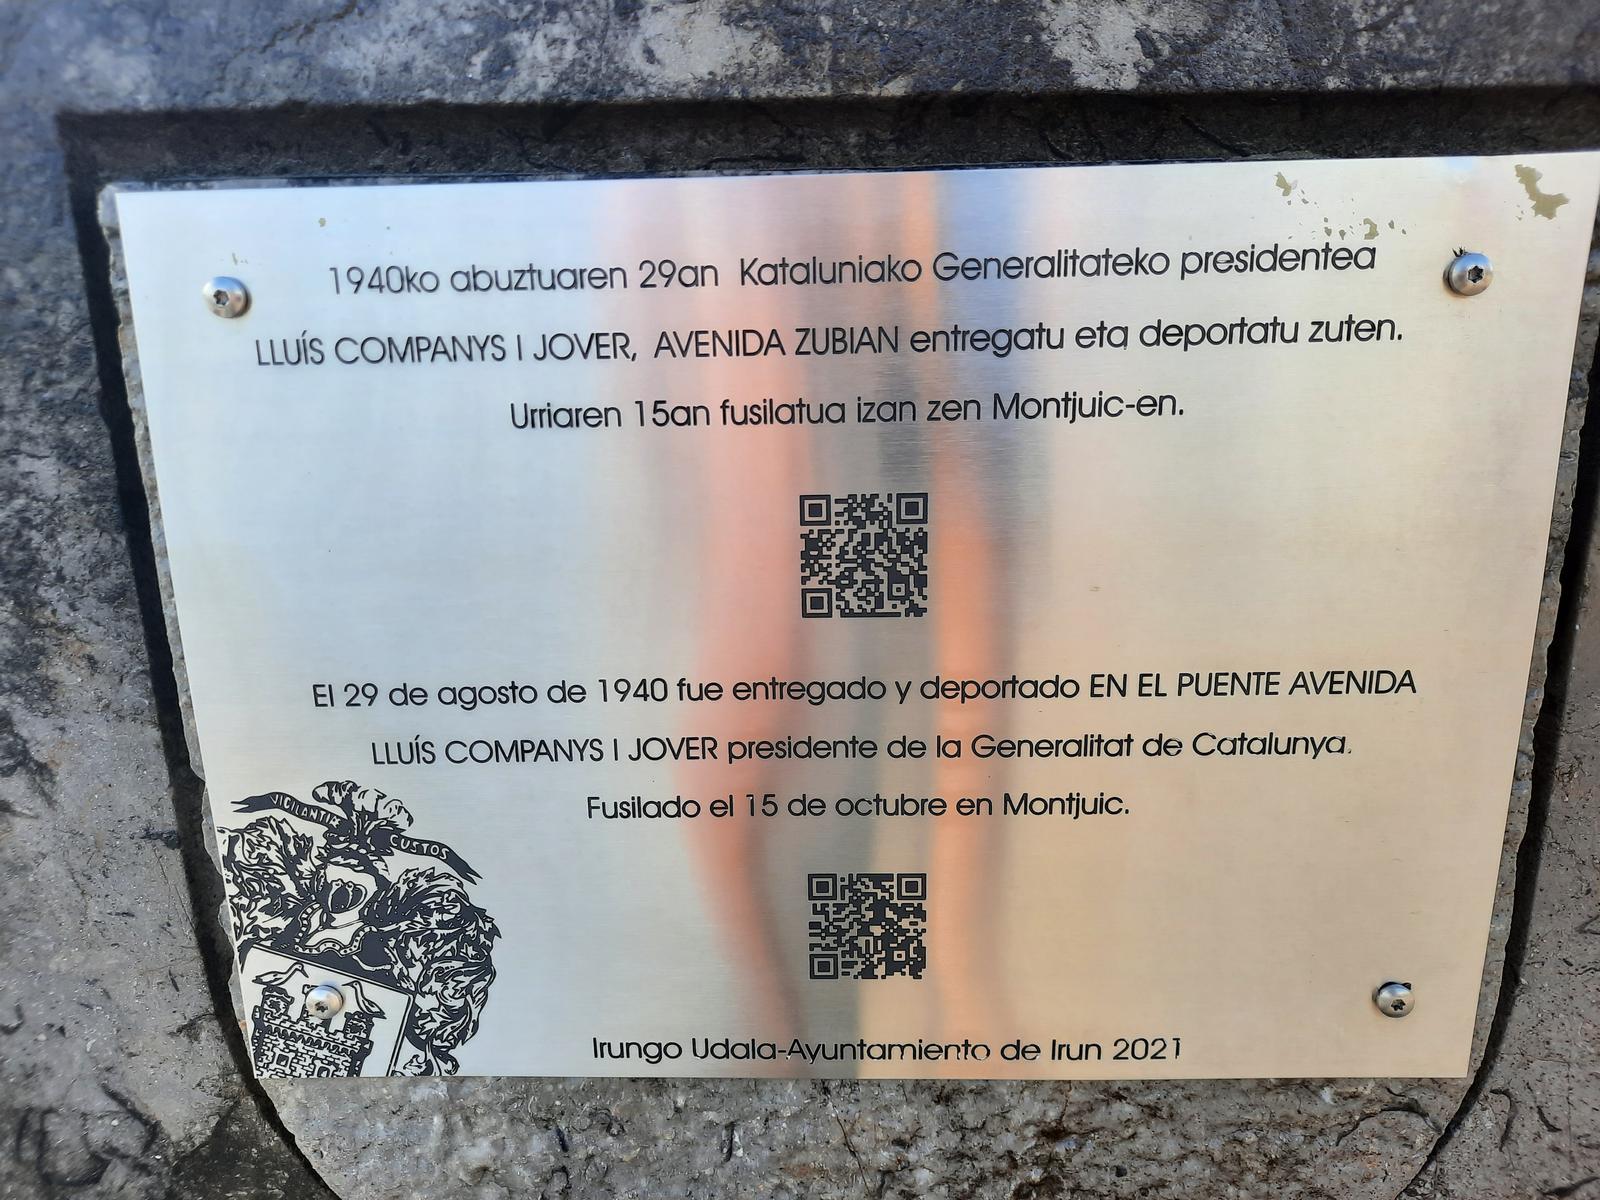 1940ko abuztuaren 29an Kataluniako Generalitateko presidentea
LLUÍS COMPANYS I JOVER, AVENIDA ZUBIAN entregatu eta deportatu zuten.
Urriaren 15an fusilatua izan zen Montjuic-en.
El 29 de agosto de 1940 fue entregado y deportado EN EL PUENTE AVENIDA
LLUÍS COMPANYS I JOVER presidente de la Generalitat de Catalunya.
Fusilado el 15 de octubre en Montjuic.
VIGILANTIÆ CUSTOS
Irungo Udala-Ayuntamiento de Irun 2021